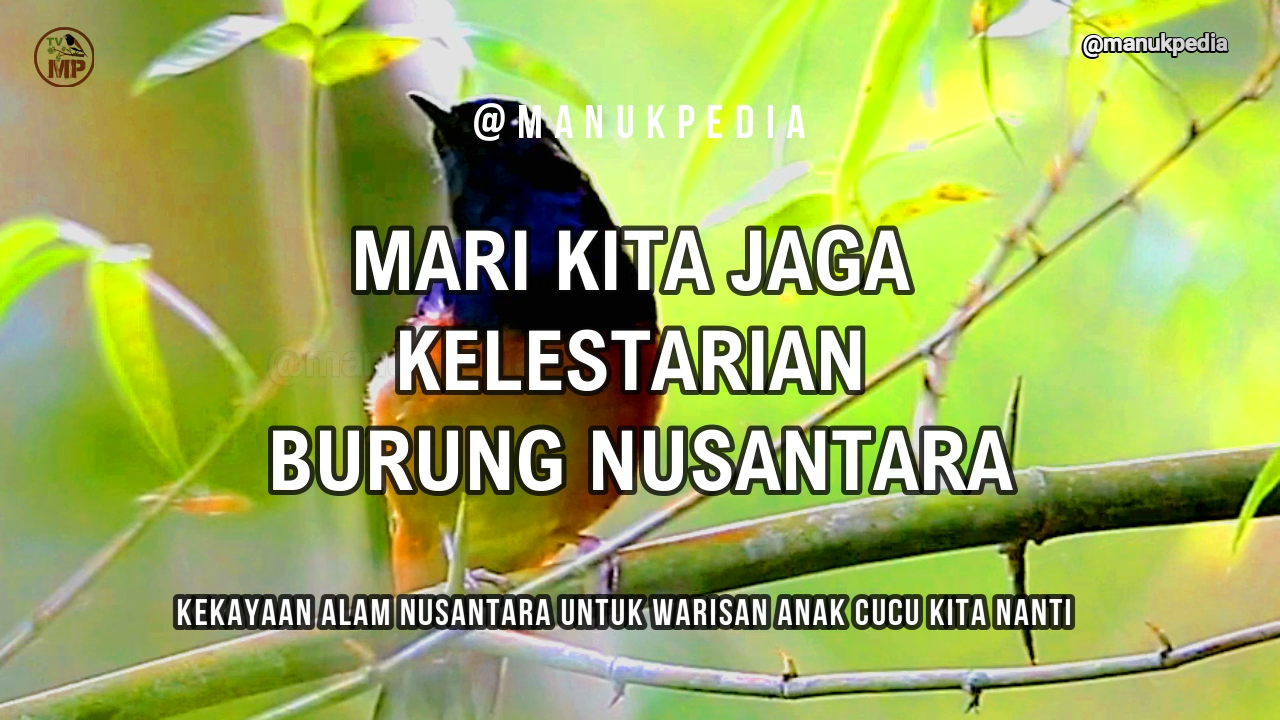 TV
MP
@manukpedia
@MANUKPEDIA
MARI KITA JAGA
KELESTARIAN
BURUNG NUSANTARA
KEKAYAAN ALAM NUSANTARA UNTUK WARISAN ANAK CUCU KITA NANTI